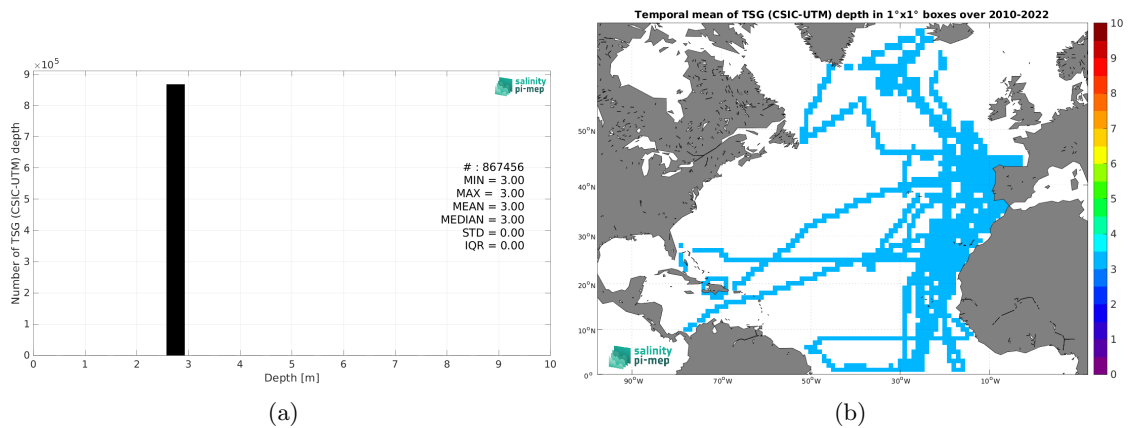 Number of TSG (CSIC-UTM) depth
×10⁵
9
8
7
6
5
4
3
2
1
0
salinity
pi-mep
# : 867456
MIN = 3.00
MAX = 3.00
MEAN = 3.00
MEDIAN = 3.00
STD = 0.00
IQR = 0.00
0 1 2 3 4 5 6 7 8 9 10
Depth [m]
(a)
Temporal mean of TSG (CSIC-UTM) depth in 1°x1° boxes over 2010-2022
50°N
40°N
30°N
20°N
10°N
0°
90°W 70°W 50°W 30°W 10°W
salinity
pi-mep
10
9
8
7
6
5
4
3
2
1
0
(b)